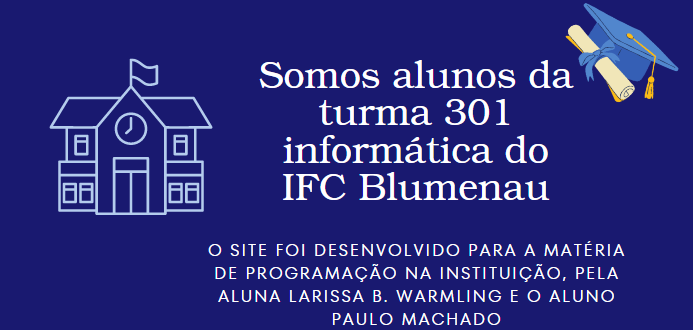 Somos alunos da
turma 301
informática do
IFC Blumenau
O SITE FOI DESENVOLVIDO PARA A MATÉRIA
DE PROGRAMAÇÃO NA INSTITUIÇÃO, PELA
ALUNA LARISSA B. WARMLING E O ALUNO
PAULO MACHADO